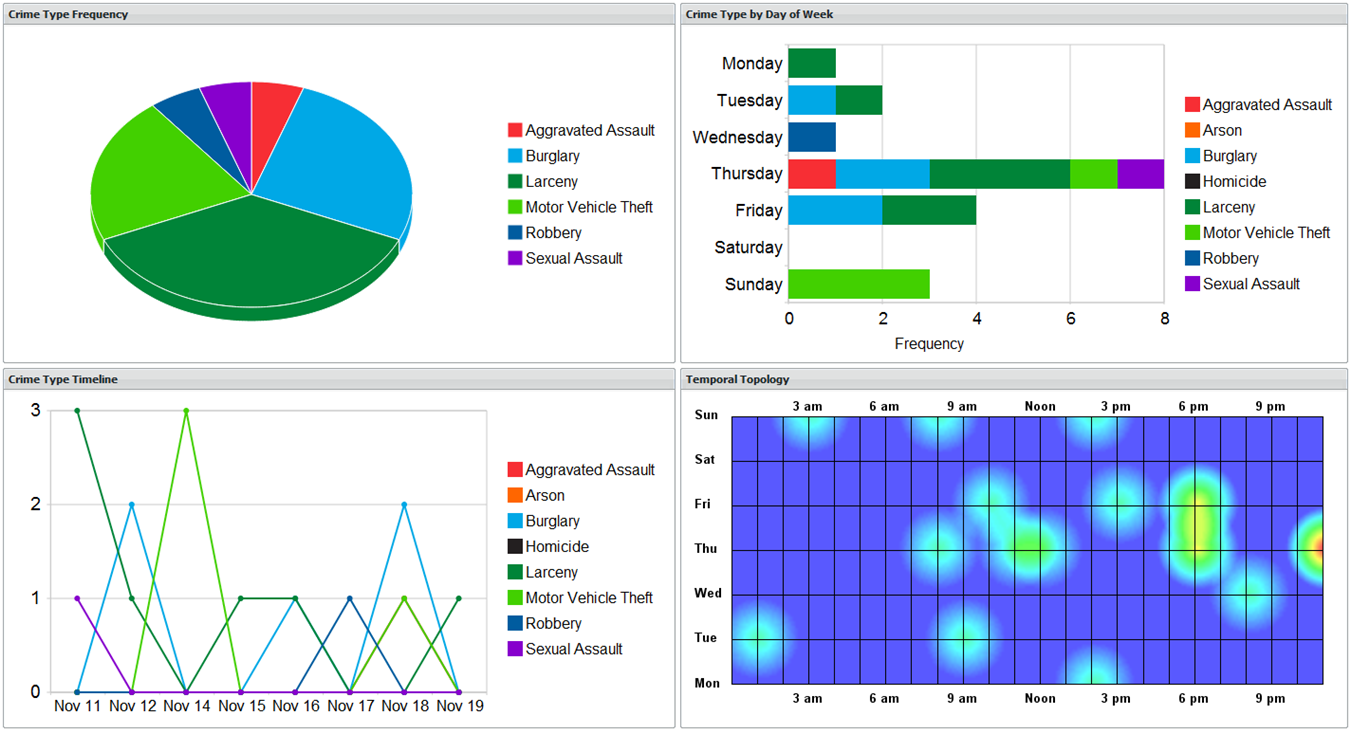 Crime Type Frequency
Aggravated Assault
Burglary
Larceny
Motor Vehicle Theft
Robbery
Sexual Assault
Crime Type by Day of Week
Monday
Tuesday
Wednesday
Thursday
Friday
Saturday
Sunday
0 2 4 6 8
Frequency
Aggravated Assault
Arson
Burglary
Homicide
Larceny
Motor Vehicle Theft
Robbery
Sexual Assault
Crime Type Timeline
3
2
1
0
Nov 11 Nov 12 Nov 14 Nov 15 Nov 16 Nov 17 Nov 18 Nov 19
Aggravated Assault
Arson
Burglary
Homicide
Larceny
Motor Vehicle Theft
Robbery
Sexual Assault
Temporal Topology
3 am 6 am 9 am Noon 3 pm 6 pm 9 pm
Sun
Sat
Fri
Thu
Wed
Tue
Mon
3 am 6 am 9 am Noon 3 pm 6 pm 9 pm